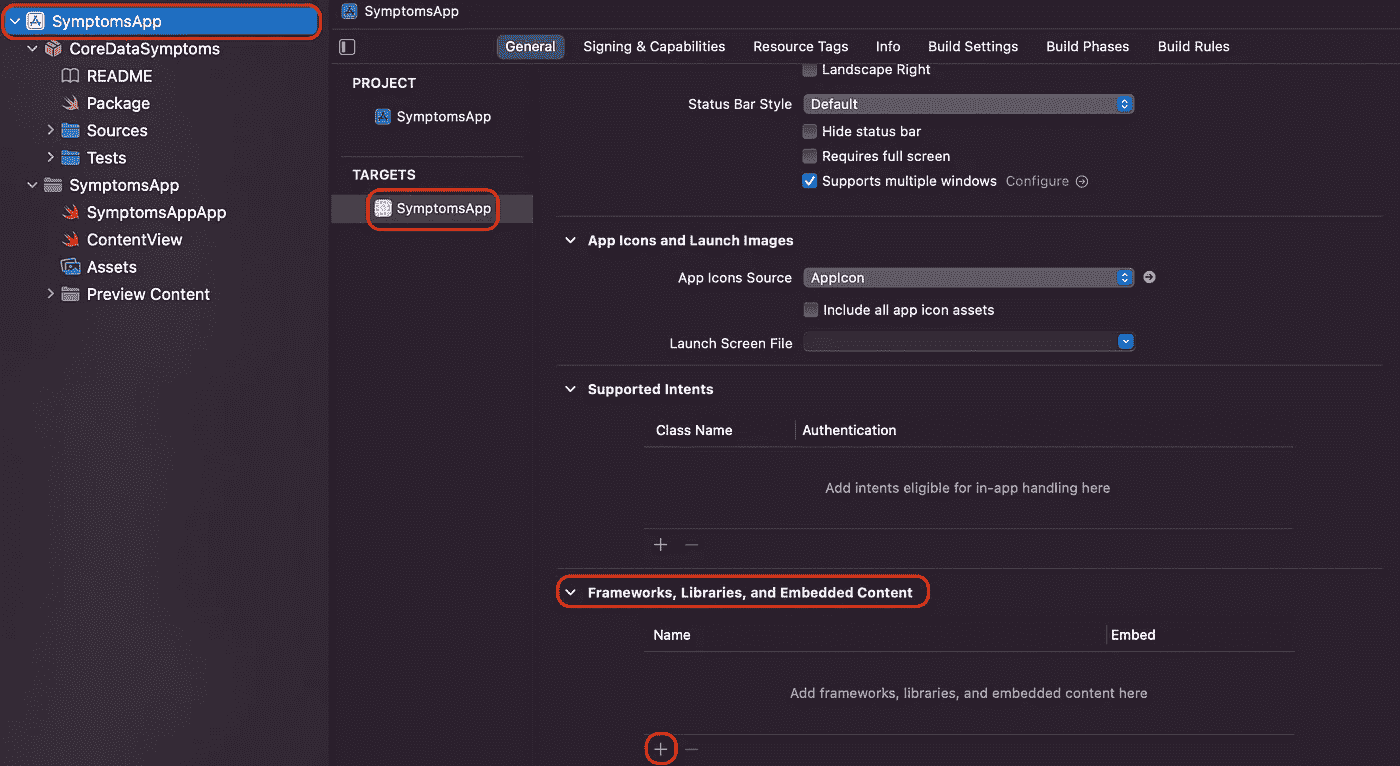 SymptomsApp
CoreDataSymptoms
README
Package
Sources
Tests
SymptomsApp
SymptomsAppApp
ContentView
Assets
Preview Content
SymptomsApp
General Signing & Capabilities Resource Tags Info Build Settings Build Phases Build Rules
PROJECT
SymptomsApp
TARGETS
SymptomsApp
Landscape Right
Status Bar Style Default
Hide status bar
Requires full screen
Supports multiple windows Configure
App Icons and Launch Images
App Icons Source AppIcon
Include all app icon assets
Launch Screen File
Supported Intents
Class Name Authentication
Add intents eligible for in-app handling here
Frameworks, Libraries, and Embedded Content
Name Embed
Add frameworks, libraries, and embedded content here